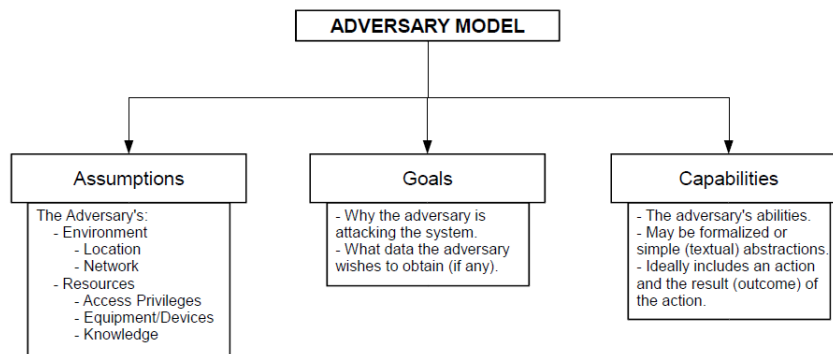 ADVERSARY MODEL
Assumptions
The Adversary's:
- Environment
- Location
- Network
- Resources
- Access Privileges
- Equipment/Devices
- Knowledge
Goals
- Why the adversary is
attacking the system.
- What data the adversary
wishes to obtain (if any).
Capabilities
- The adversary's abilities.
- May be formalized or
simple (textual) abstractions.
- Ideally includes an action
and the result (outcome) of
the action.